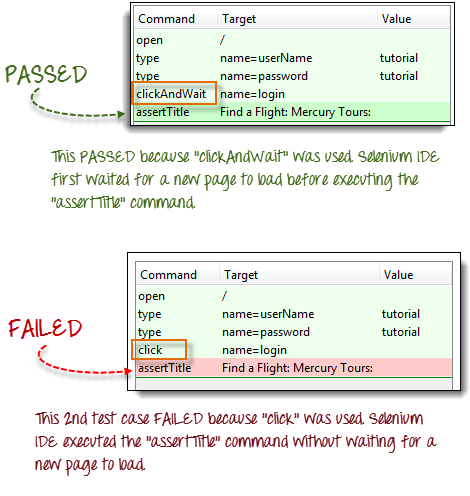 Command Target Value
open /
type name=userName tutorial
type name=password tutorial
clickAndWait name=login
assertTitle Find a Flight: Mercury Tours:
PASSED
This PASSED because "clickAndWait" was used. Selenium IDE
first waited for a new page to load before executing the
"assertTitle" command.
Command Target Value
open /
type name=userName tutorial
type name=password tutorial
click name=login
assertTitle Find a Flight: Mercury Tours:
FAILED
This 2nd test case FAILED because "click" was used. Selenium
IDE executed the "assertTitle" command without waiting for a
new page to load.